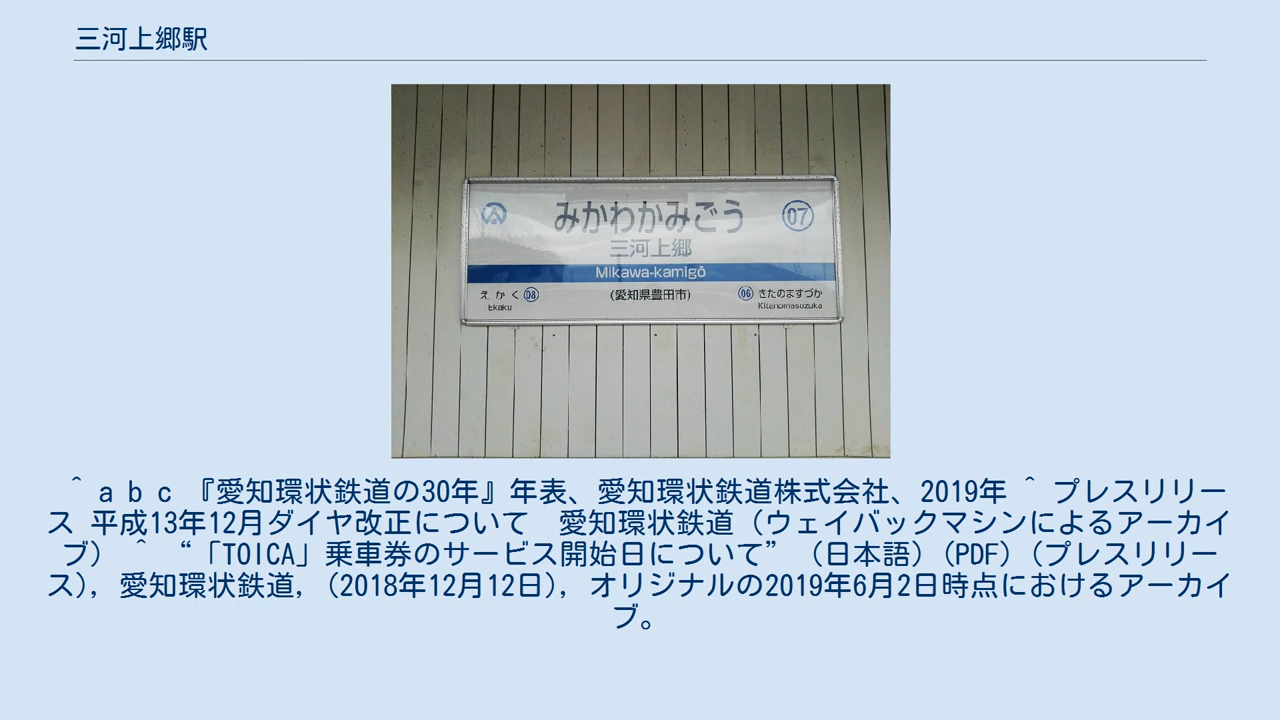 三河上郷駅
みかわかみごう
07
三河上郷
Mikawa-kamigō
えかく 08
(愛知県豊田市)
06 きたのますづか
Ekaku
Kitanomasuzuka
^ a b c 『愛知環状鉄道の30年』年表、愛知環状鉄道株式会社、2019年 ^ プレスリリー
ス 平成13年12月ダイヤ改正について　愛知環状鉄道（ウェイバックマシンによるアーカイ
ブ） ^ “「TOICA」乗車券のサービス開始日について” (日本語) (PDF) (プレスリリー
ス), 愛知環状鉄道, (2018年12月12日), オリジナルの2019年6月2日時点におけるアーカイ
ブ。